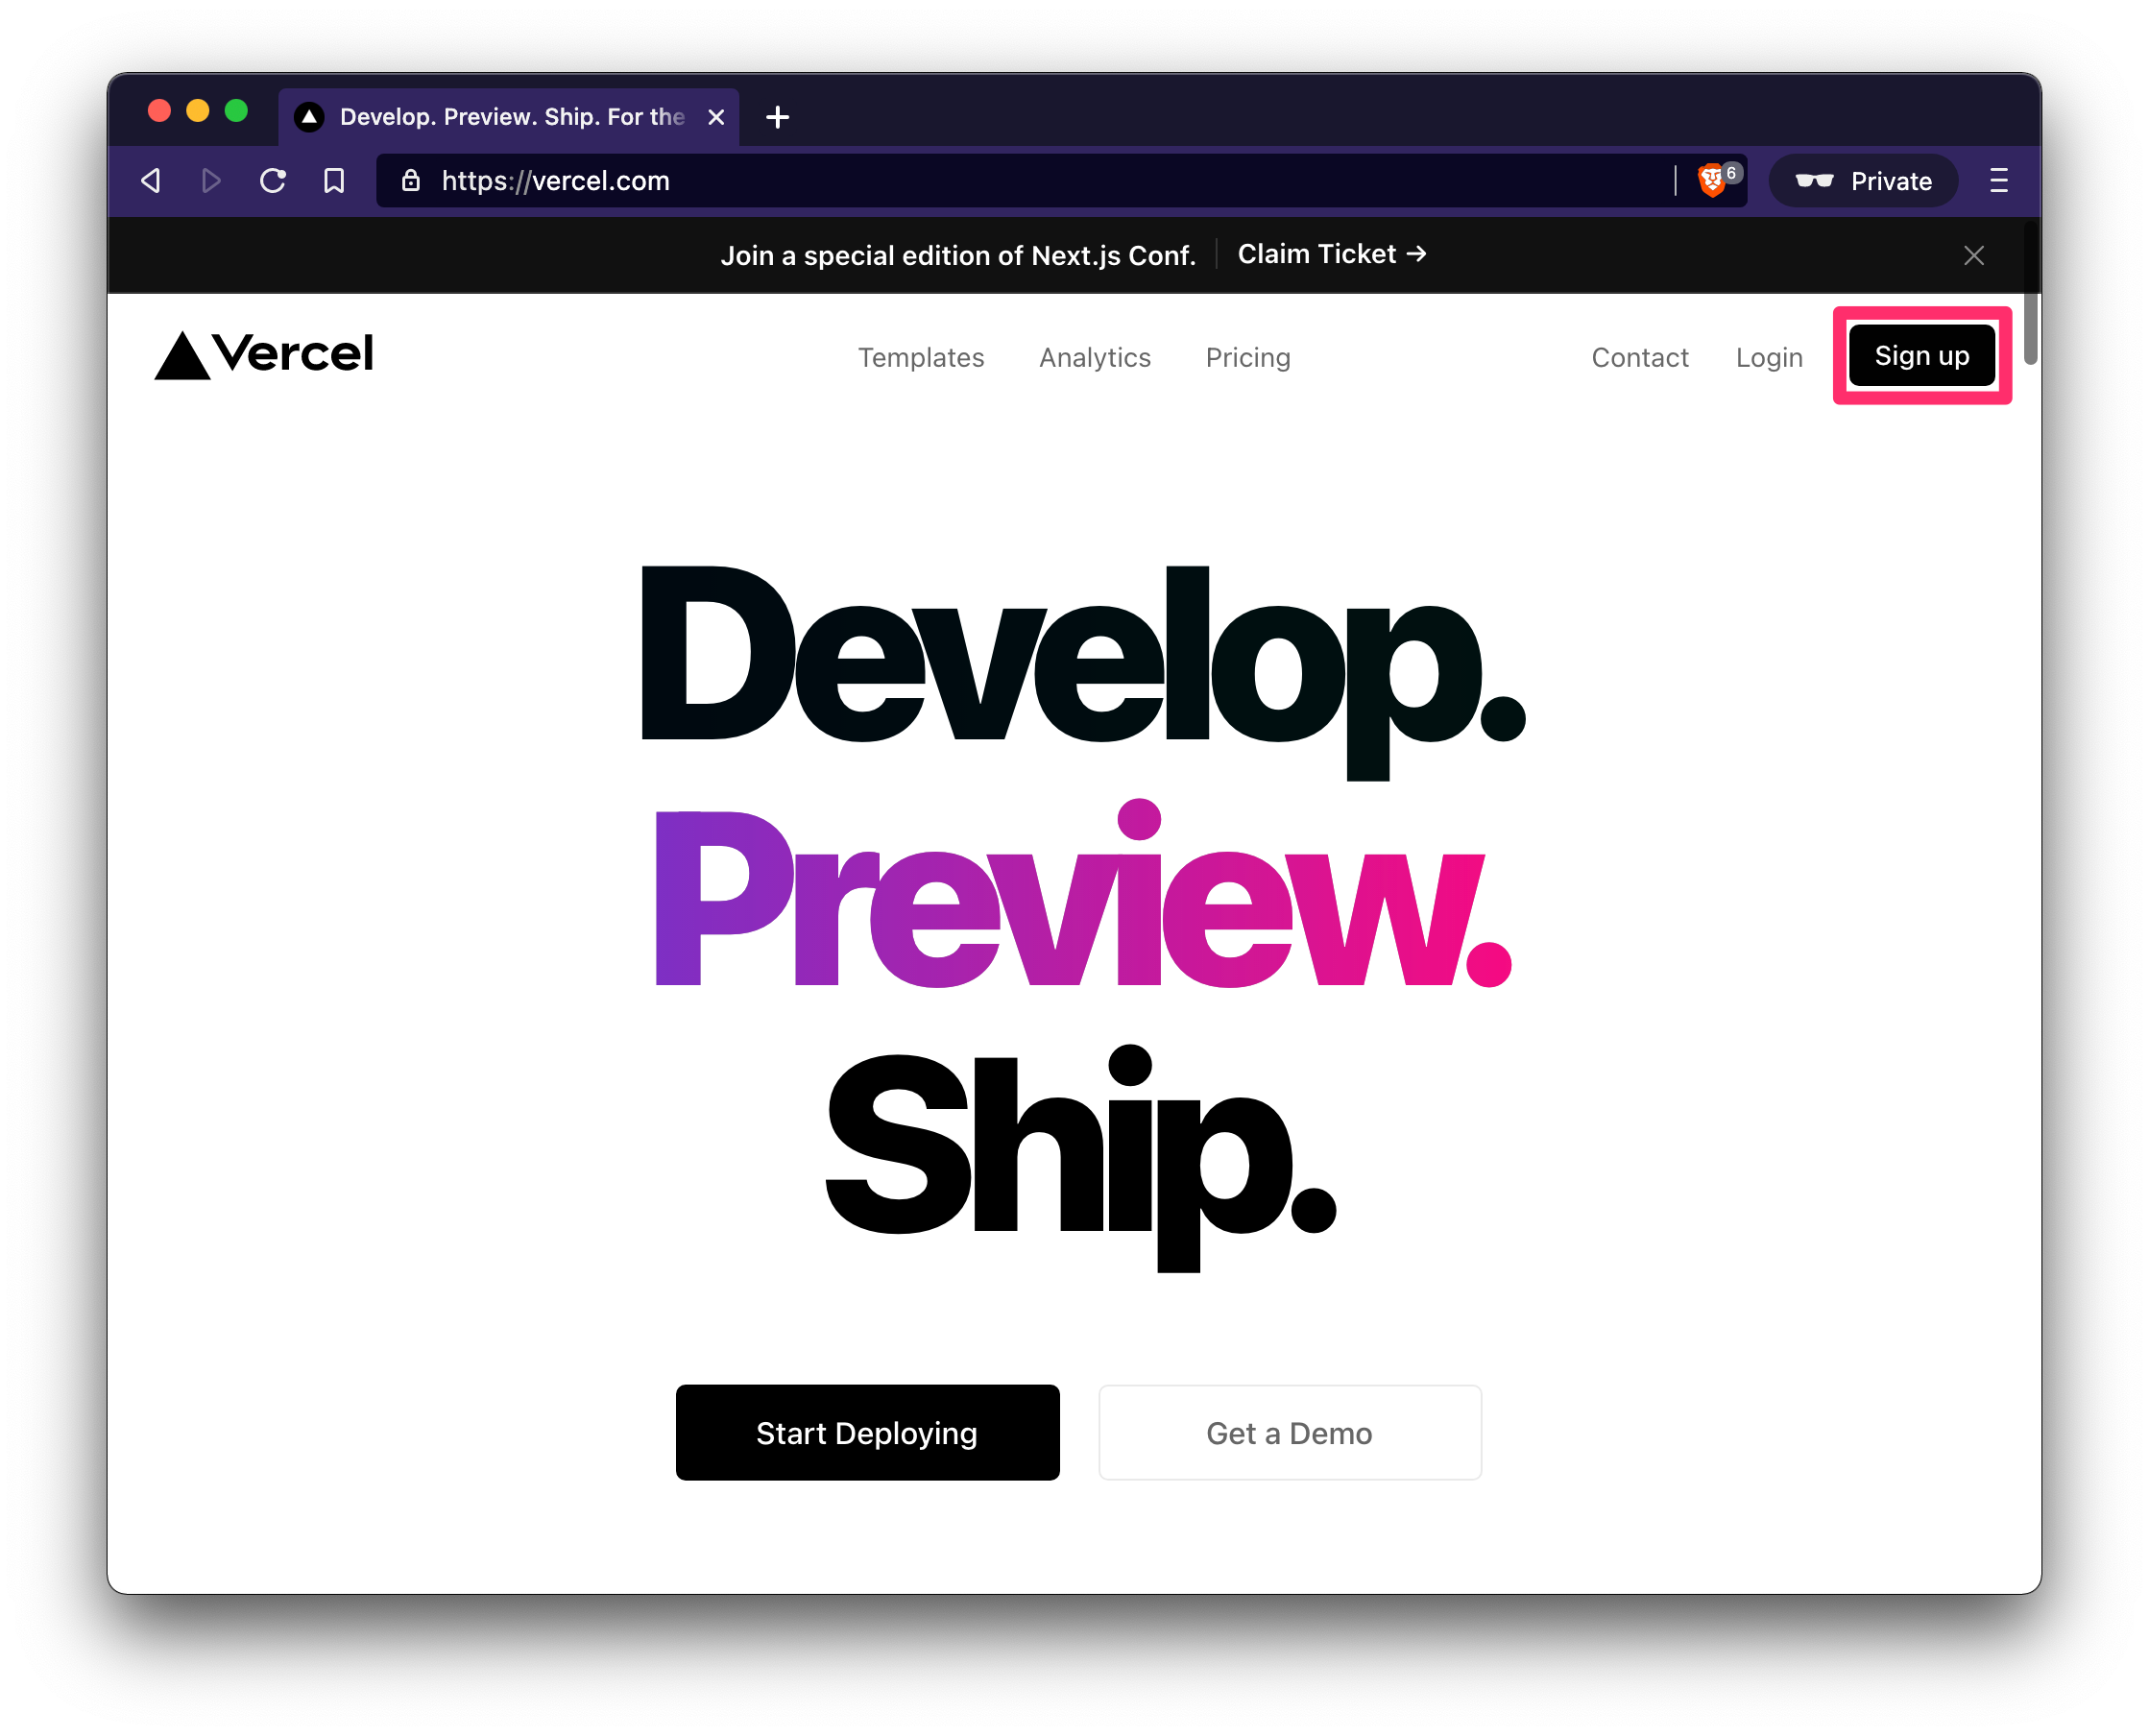 Develop. Preview. Ship. For the
https://vercel.com
6
Private
Join a special edition of Next.js Conf.
Claim Ticket →
Vercel
Templates
Analytics
Pricing
Contact
Login
Sign up
Develop.
Preview.
Ship.
Start Deploying
Get a Demo